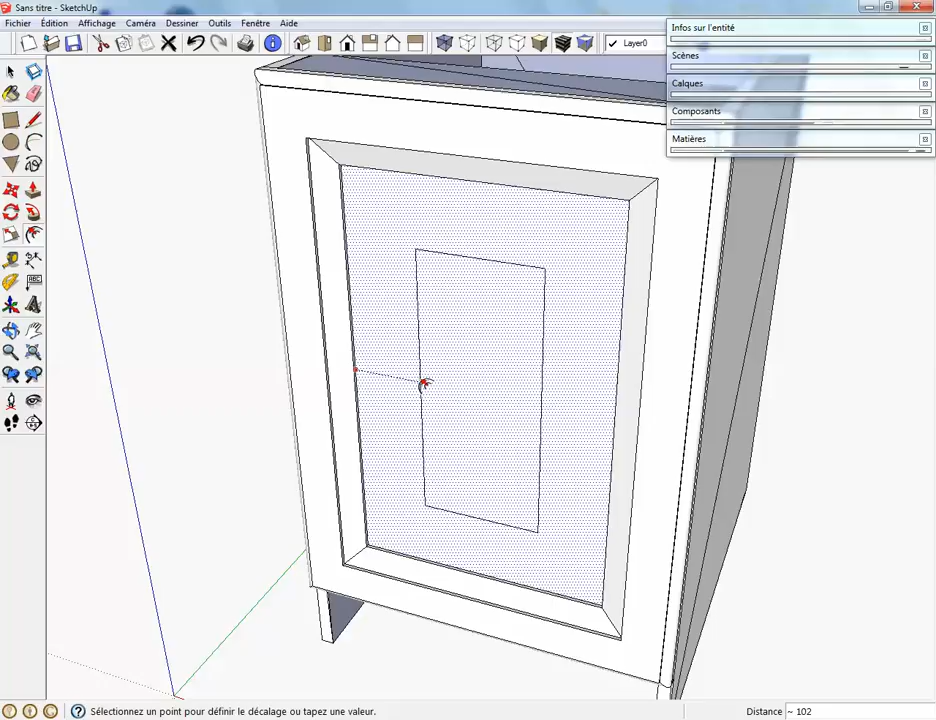 Sans titre - SketchUp
Fichier Édition Affichage Caméra Dessiner Outils Fenêtre Aide
Layer0
Infos sur l'entité
Scènes
Calques
Composants
Matières
ABC
Sélectionnez un point pour définir le décalage ou tapez une valeur.
Distance ~ 102